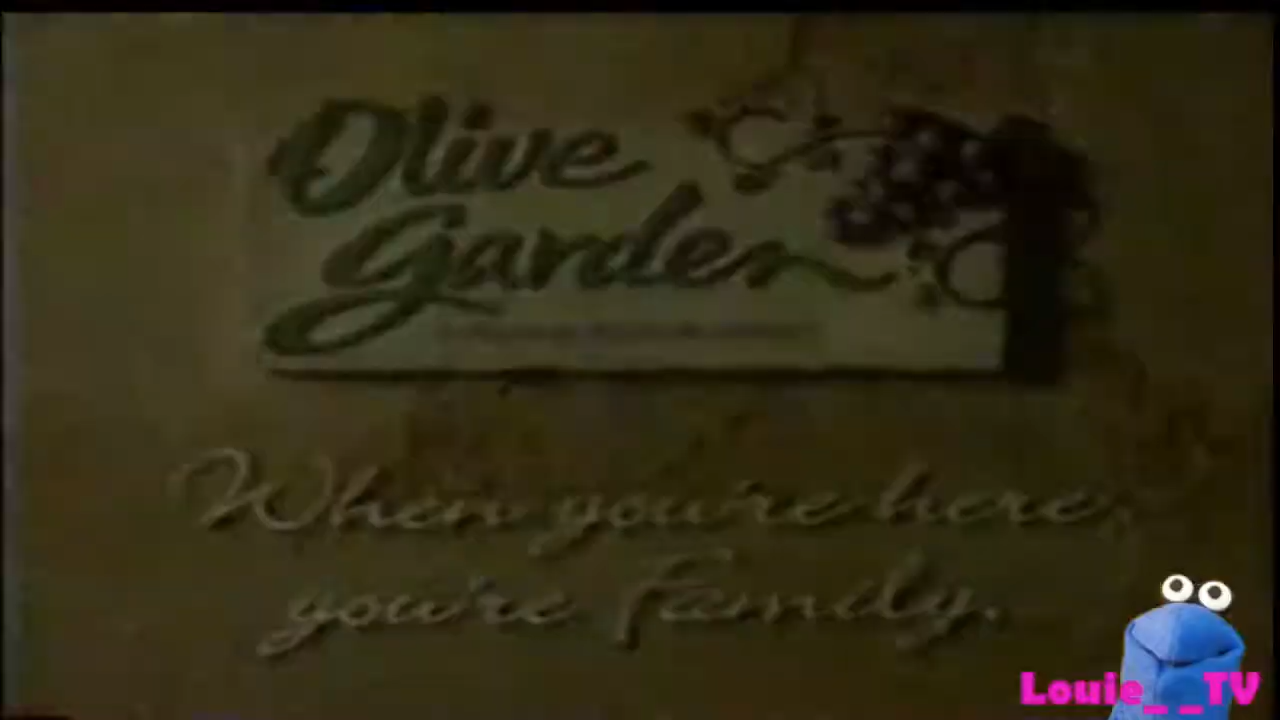 Olive
Garden
When you're here,
you're family.
Louie_ _TV